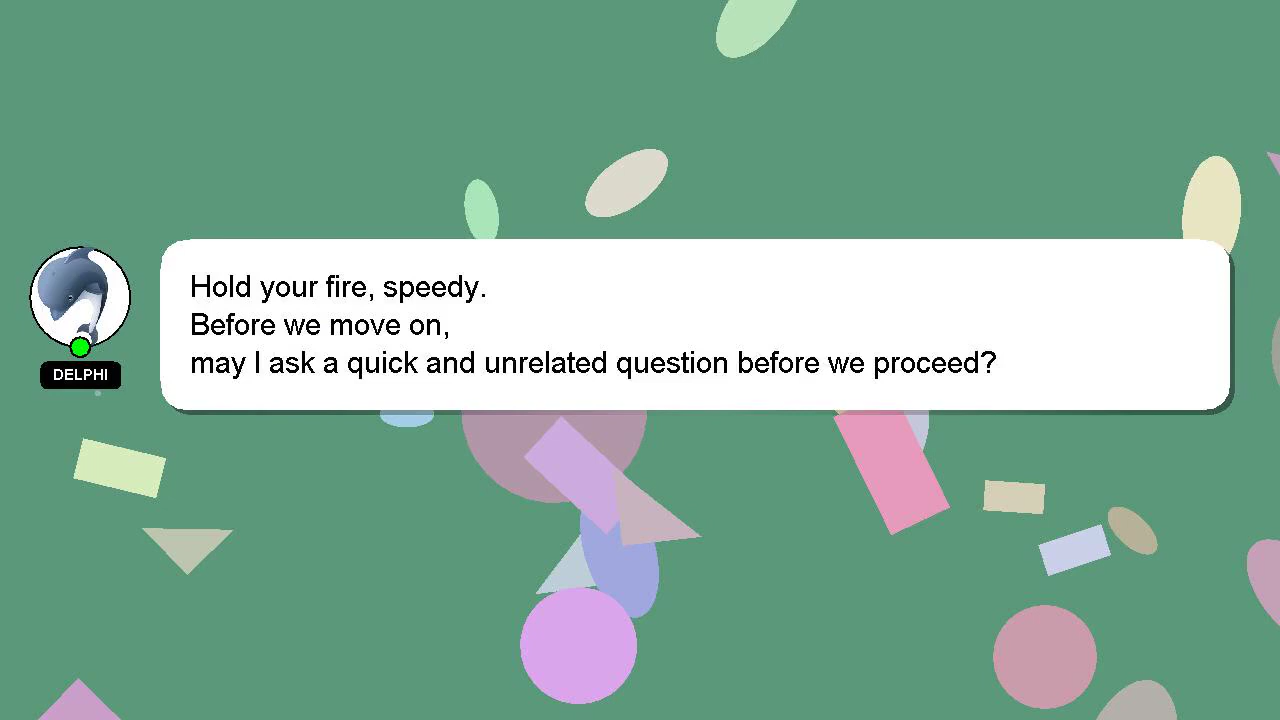 Hold your fire, speedy.
Before we move on,
may I ask a quick and unrelated question before we proceed?
DELPHI